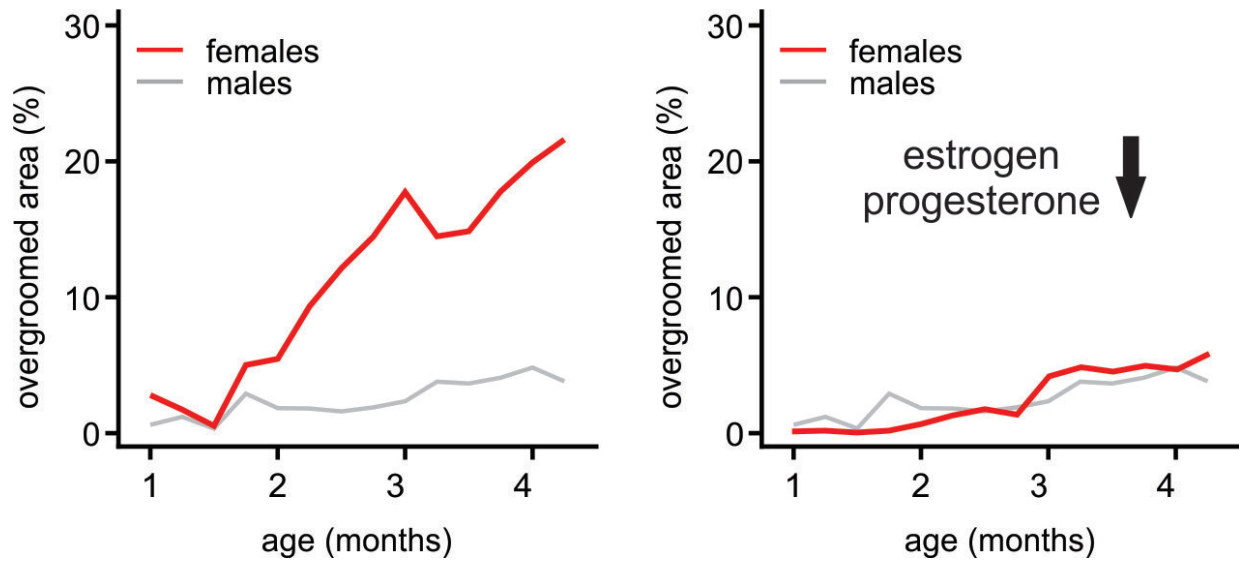 30
20
10
0
overgroomed area (%)
females
males
1 2 3 4
age (months)
30
20
10
0
overgroomed area (%)
females
males
estrogen
progesterone
1 2 3 4
age (months)